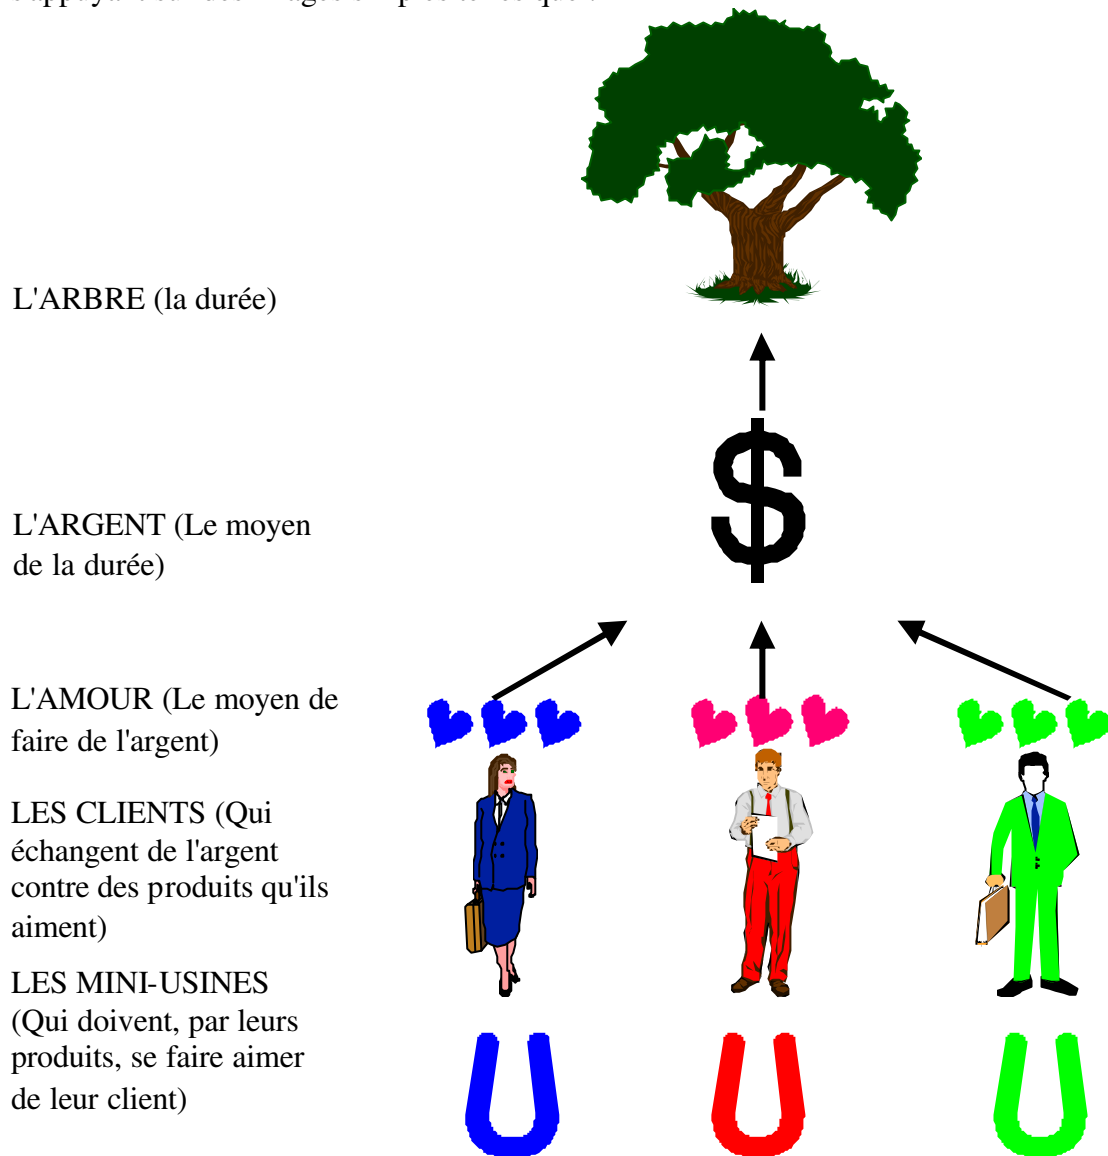 L'ARBRE (la durée)
$
L'ARGENT (Le moyen
de la durée)
L'AMOUR (Le moyen de
faire de l'argent)
LES CLIENTS (Qui
échangent de l'argent
contre des produits qu'ils
aiment)
LES MINI-USINES
(Qui doivent, par leurs
produits, se faire aimer
de leur client)
U U U